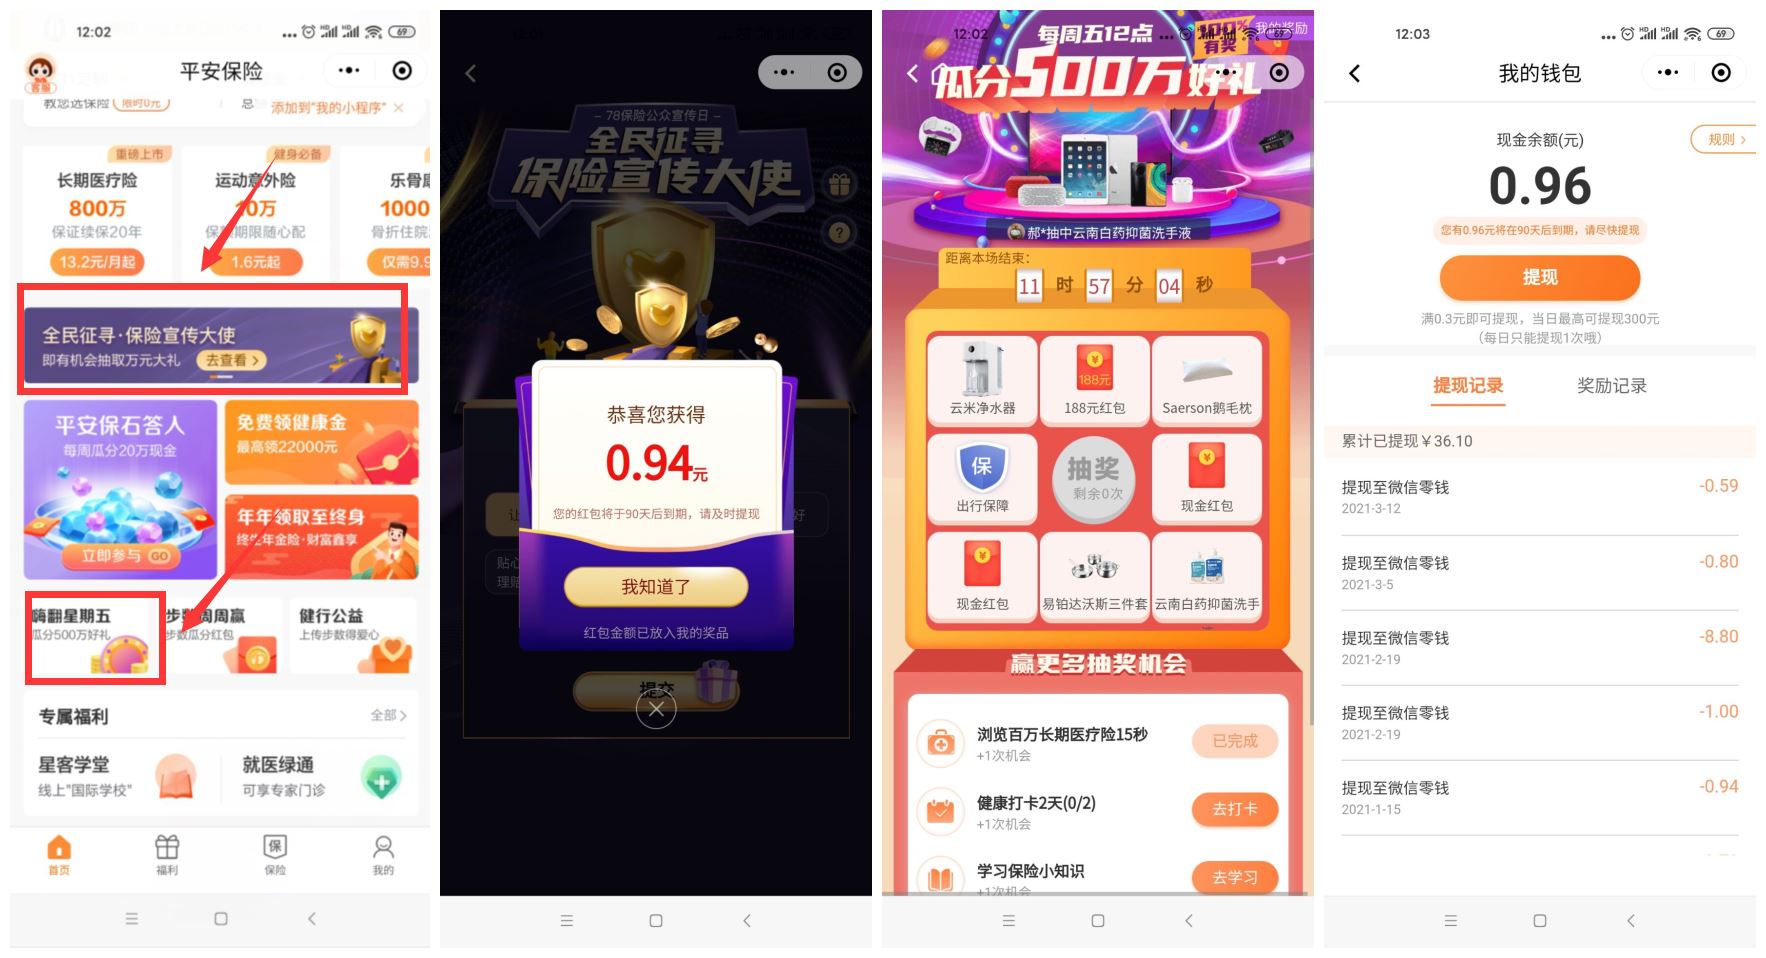 12:02
69
客服
平安保险
教您选保险 限时0元
总
添加到"我的小程序" ×
重磅上市
健身必备
长期医疗险
800万
保证续保20年
13.2元/月起
运动意外险
10万
保额期限随心配
1.6元起
乐骨
1000
骨折住院
仅需9.9
全民征寻·保险宣传大使
即有机会抽取万元大礼
去查看 >
平安保石答人
每周瓜分20万现金
立即参与 GO
免费领健康金
最高领22000元
年年领取至终身
终生年金险·财富鑫享
嗨翻星期五
瓜分500万好礼
步数周周赢
步数瓜分红包
健行公益
上传步数得爱心
专属福利
全部 >
星客学堂
线上"国际学校"
就医绿通
可享专家门诊
首页
福利
保
保险
我的
– 78保险公众宣传日 –
全民征寻
保险宣传大使
?
恭喜您获得
0.94元
您的红包将于90天后到期，请及时提现
我知道了
红包金额已放入我的奖品
让
好
贴心
理赔
提交
12:02
69
每周五12点
100%
有奖
我的奖励
瓜分500万好礼
郝*抽中云南白药抑菌洗手液
距离本场结束：
11 时 57 分 04 秒
云米净水器
188元
188元红包
Saerson鹅毛枕
保
出行保障
抽奖
剩余0次
现金红包
现金红包
易铂达沃斯三件套
云南白药抑菌洗手
赢更多抽奖机会
浏览百万长期医疗险15秒
+1次机会
已完成
健康打卡2天(0/2)
+1次机会
去打卡
学习保险小知识
+1次机会
去学习
12:03
69
我的钱包
现金余额(元)
规则 >
0.96
您有0.96元将在90天后到期，请尽快提现
提现
满0.3元即可提现，当日最高可提现300元
（每日只能提现1次哦）
提现记录
奖励记录
累计已提现￥36.10
提现至微信零钱
-0.59
2021-3-12
提现至微信零钱
-0.80
2021-3-5
提现至微信零钱
-8.80
2021-2-19
提现至微信零钱
-1.00
2021-2-19
提现至微信零钱
-0.94
2021-1-15